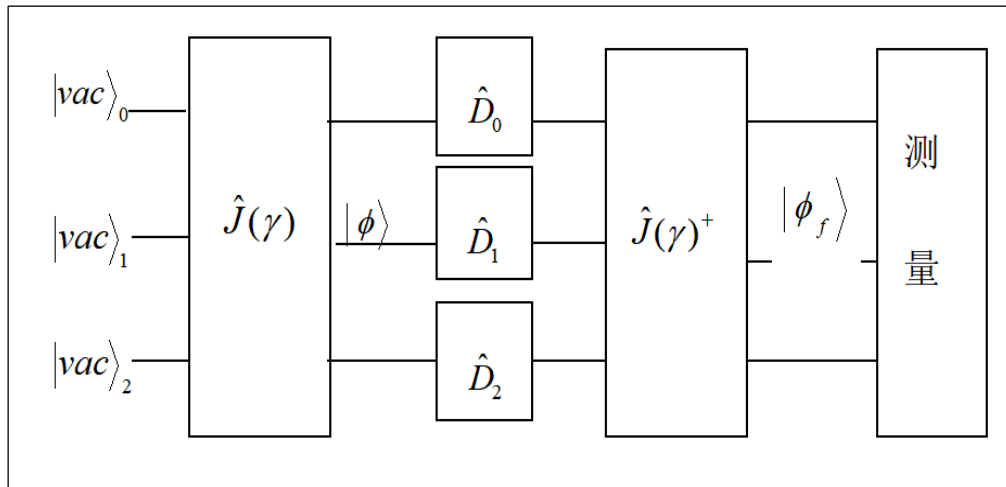 |vac⟩₀
|vac⟩₁
|vac⟩₂
Ĵ(γ)
|ϕ⟩
D̂₀
D̂₁
D̂₂
Ĵ(γ)⁺
|ϕ_f⟩
测
量